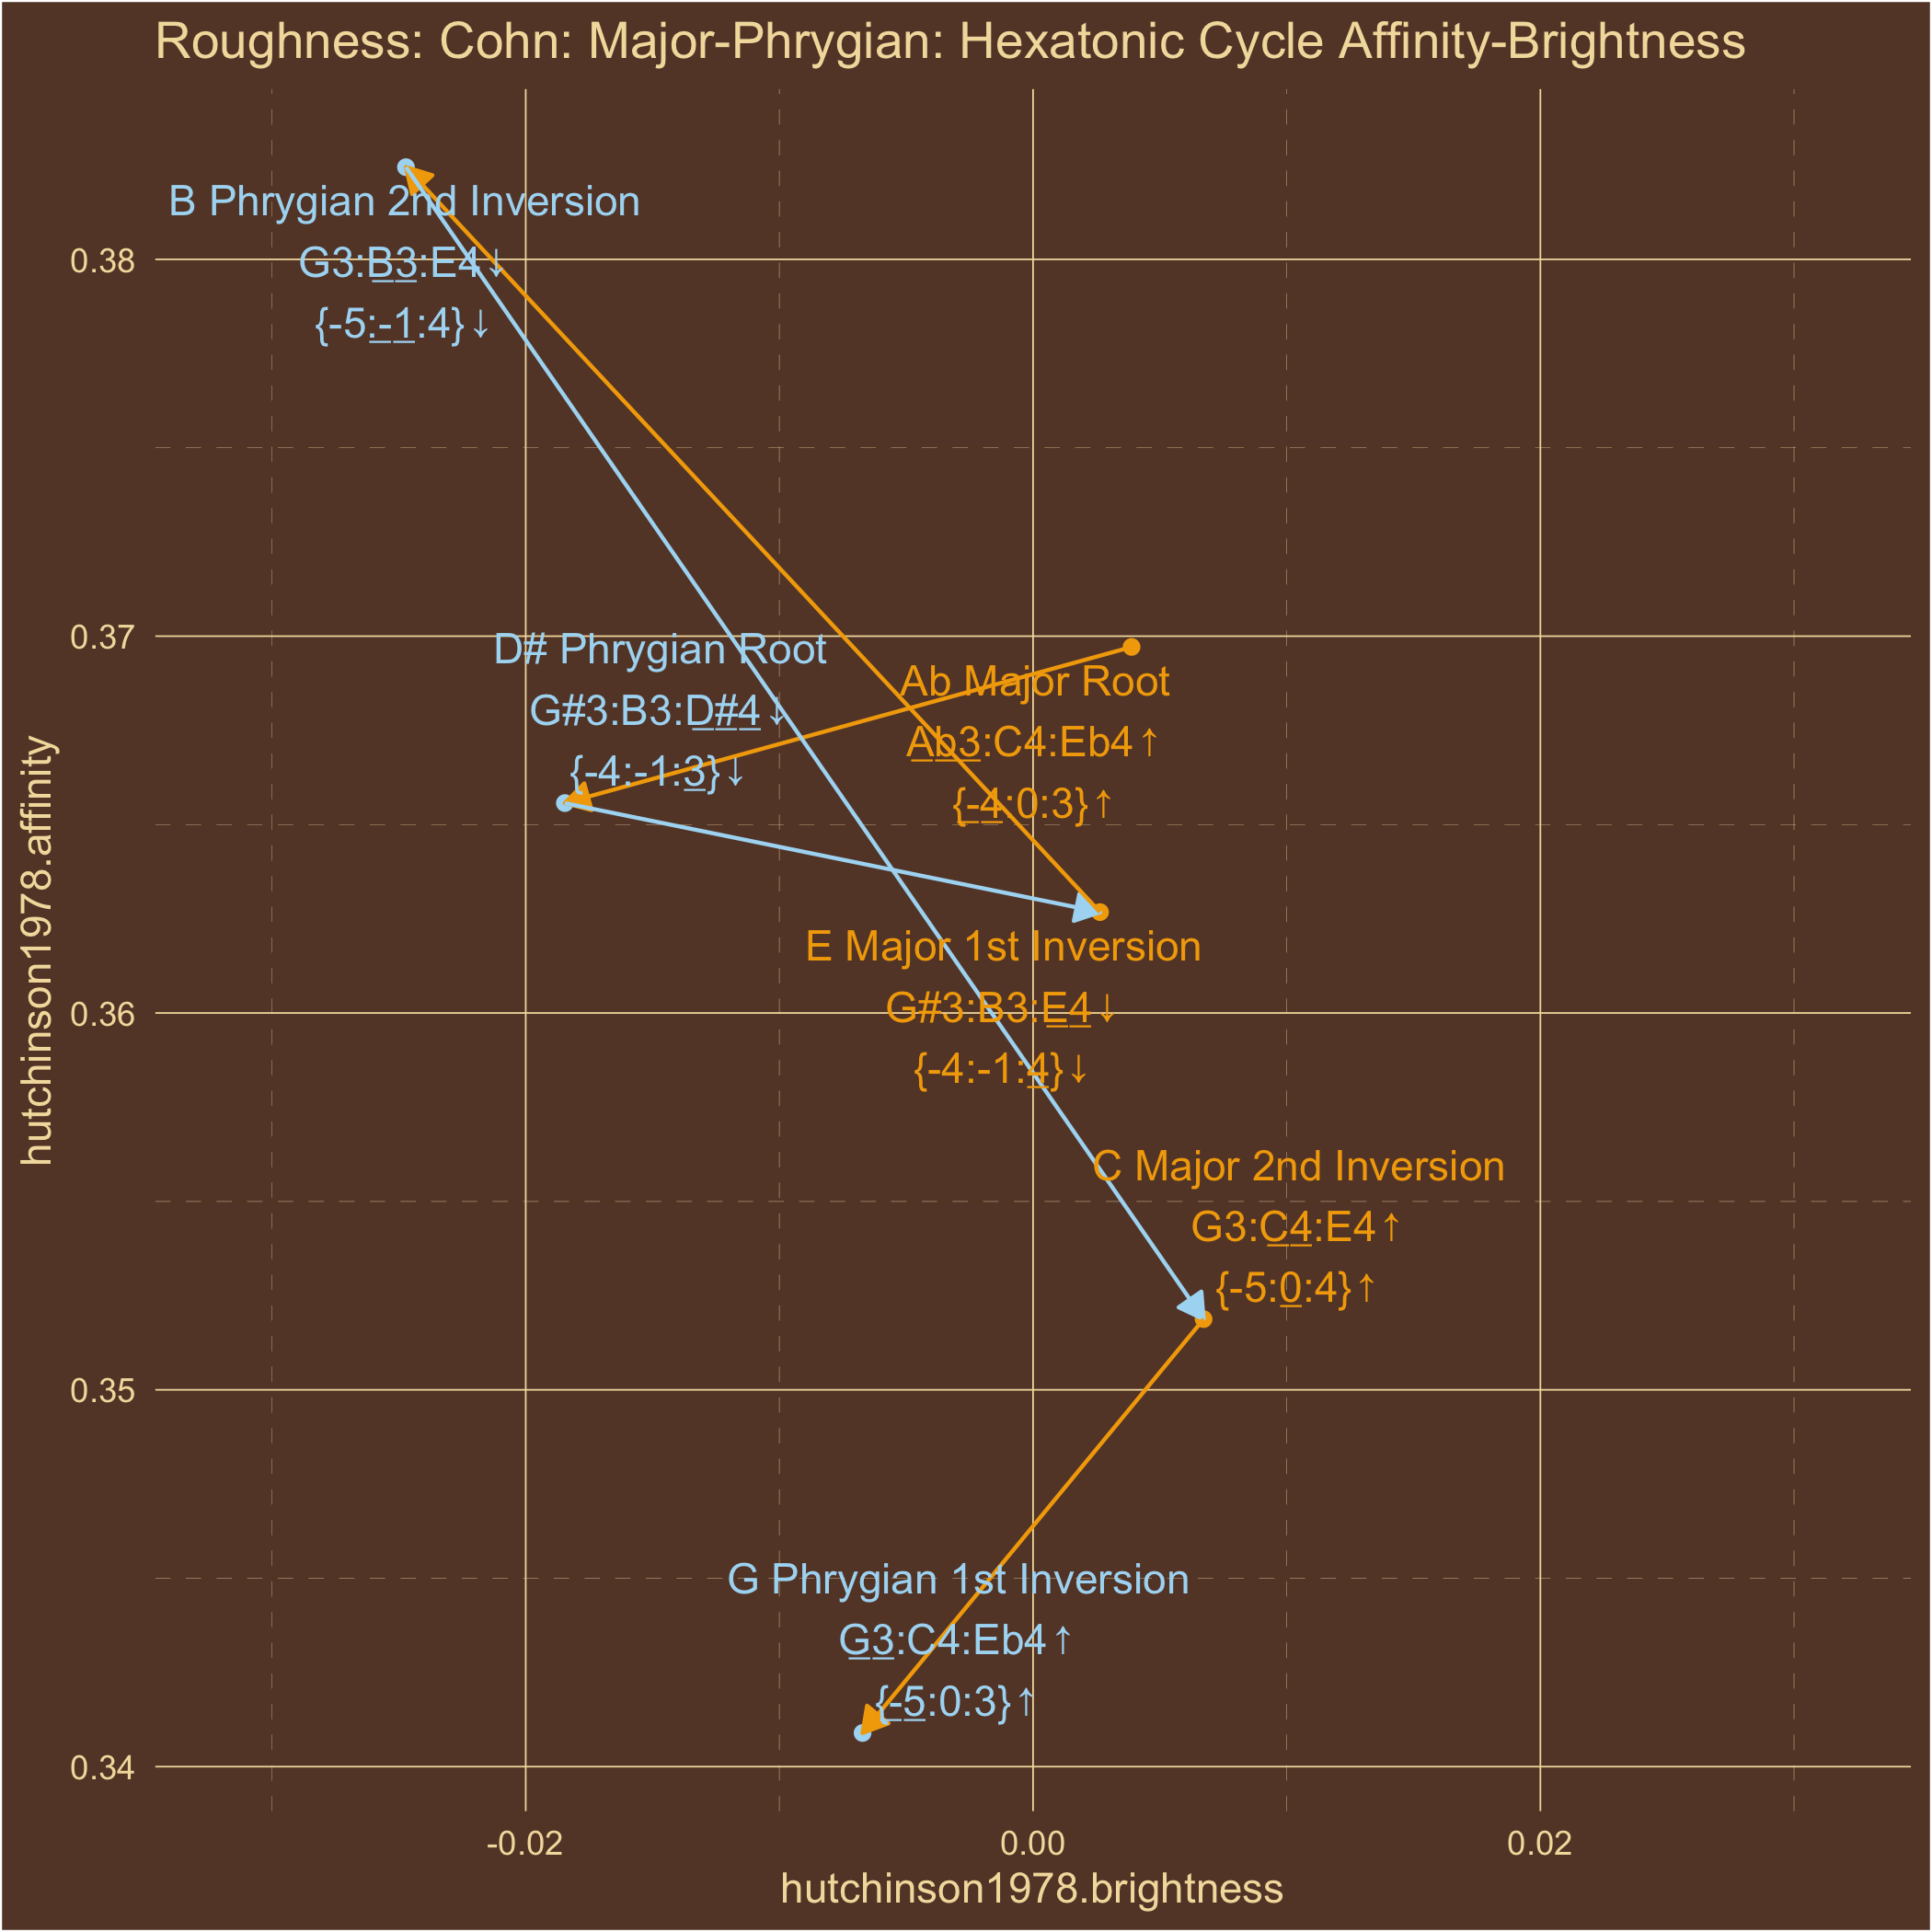 Roughness: Cohn: Major-Phrygian: Hexatonic Cycle Affinity-Brightness
B Phrygian 2nd Inversion
G3:B3:E4↓
{-5:-1:4}↓
D# Phrygian Root
G#3:B3:D#4↓
{-4:-1:3}↓
Ab Major Root
Ab3:C4:Eb4↑
{-4:0:3}↑
E Major 1st Inversion
G#3:B3:E4↓
{-4:-1:4}↓
C Major 2nd Inversion
G3:C4:E4↑
{-5:0:4}↑
G Phrygian 1st Inversion
G3:C4:Eb4↑
{-5:0:3}↑
0.38
0.37
0.36
0.35
0.34
hutchinson1978.affinity
-0.02
0.00
0.02
hutchinson1978.brightness